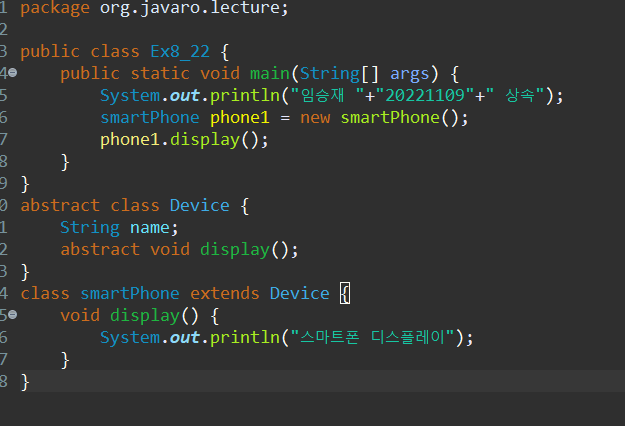 1 package org.javaro.lecture;
2
3 public class Ex8_22 {
4     public static void main(String[] args) {
5         System.out.println("임승재 "+"20221109"+" 상속");
6         smartPhone phone1 = new smartPhone();
7         phone1.display();
8     }
9 }
0 abstract class Device {
1     String name;
2     abstract void display();
3 }
4 class smartPhone extends Device {
5     void display() {
6         System.out.println("스마트폰 디스플레이");
7     }
8 }